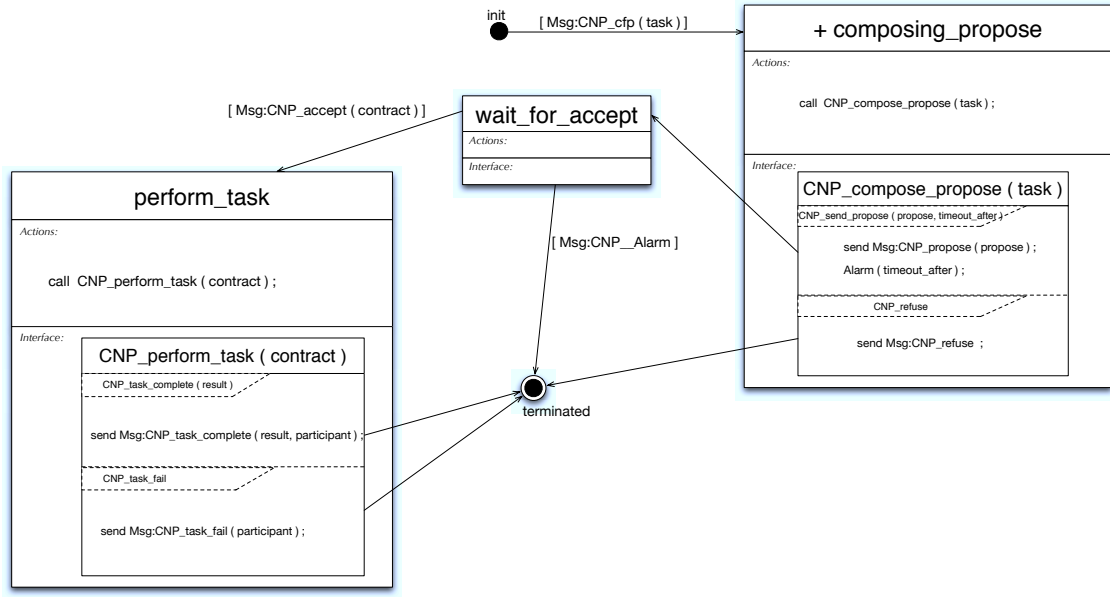 init
[ Msg:CNP_cfp ( task ) ]
+ composing_propose
Actions:
call CNP_compose_propose ( task ) ;
Interface:
CNP_compose_propose ( task )
CNP_send_propose ( propose, timeout_after )
send Msg:CNP_propose ( propose ) ;
Alarm ( timeout_after ) ;
CNP_refuse
send Msg:CNP_refuse ;
wait_for_accept
Actions:
Interface:
[ Msg:CNP_accept ( contract ) ]
[ Msg:CNP__Alarm ]
perform_task
Actions:
call CNP_perform_task ( contract ) ;
Interface:
CNP_perform_task ( contract )
CNP_task_complete ( result )
send Msg:CNP_task_complete ( result, participant ) ;
CNP_task_fail
send Msg:CNP_task_fail ( participant ) ;
terminated